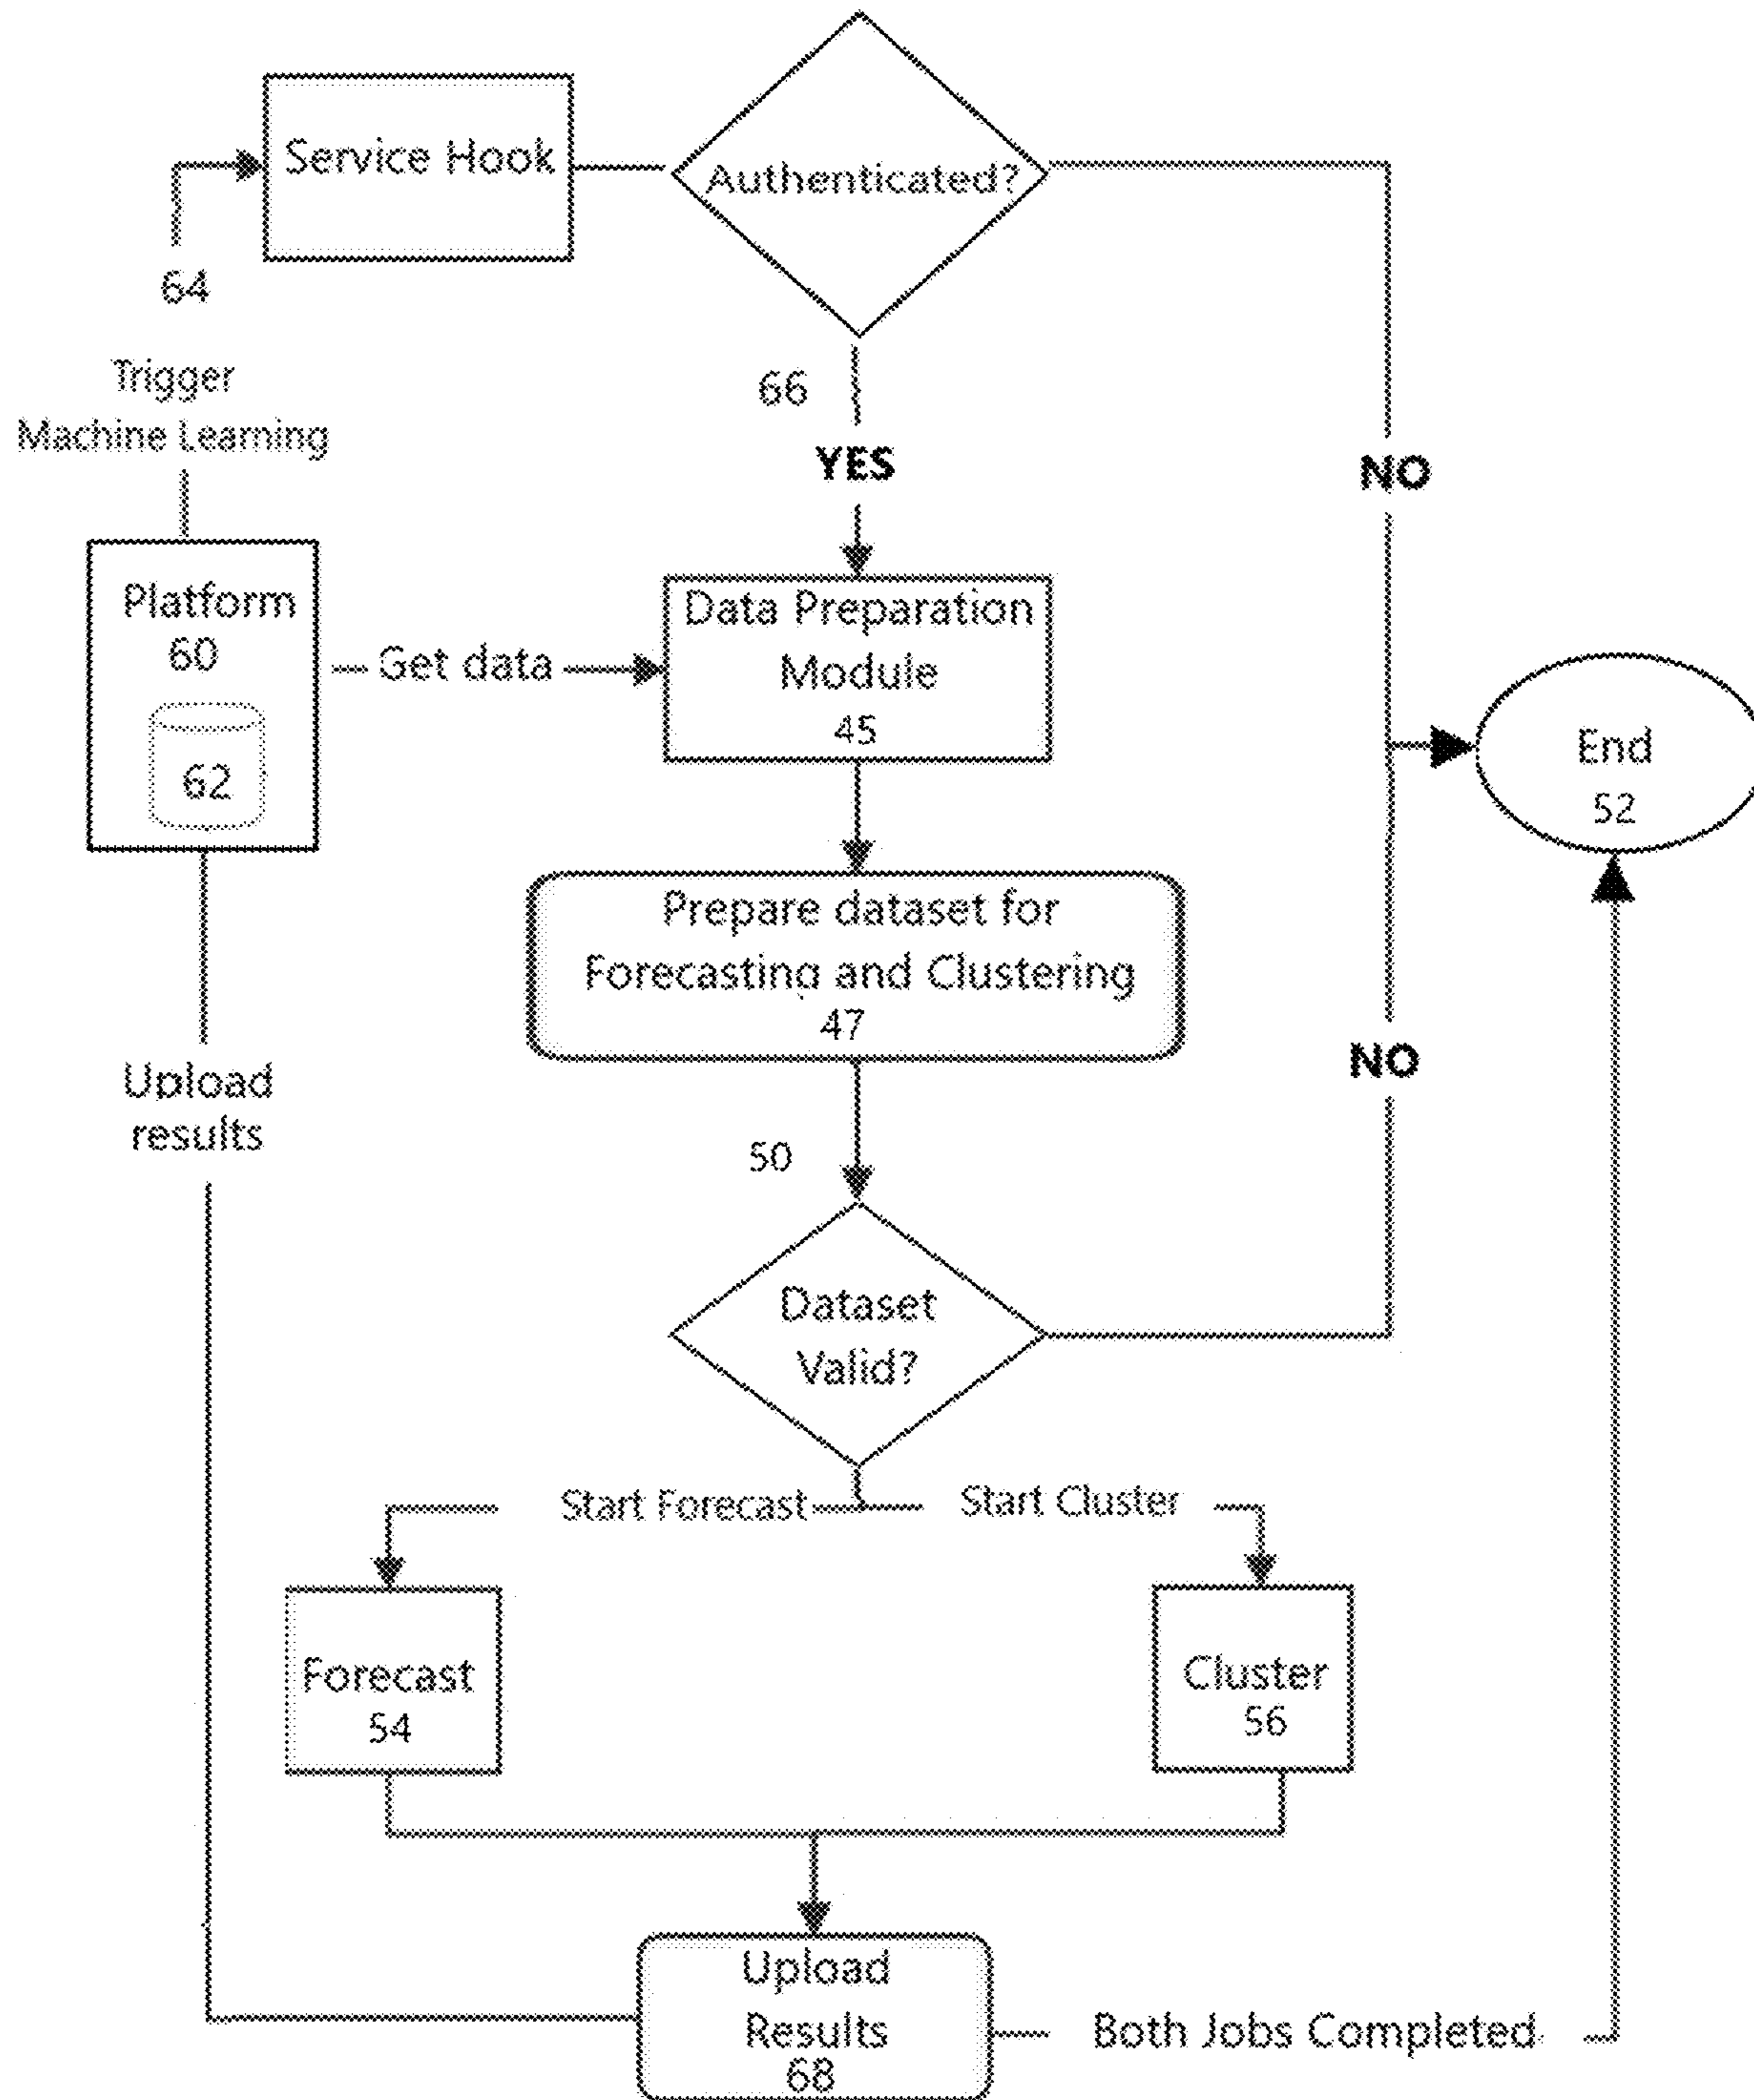 Service Hook
Authenticated?
64
Trigger
Machine Learning
66
YES
NO
Platform
60
62
Get data
Data Preparation
Module
45
End
52
Prepare dataset for
Forecasting and Clustering
47
NO
Upload
results
50
Dataset
Valid?
Start Forecast
Start Cluster
Forecast
54
Cluster
56
Upload
Results
68
Both Jobs Completed